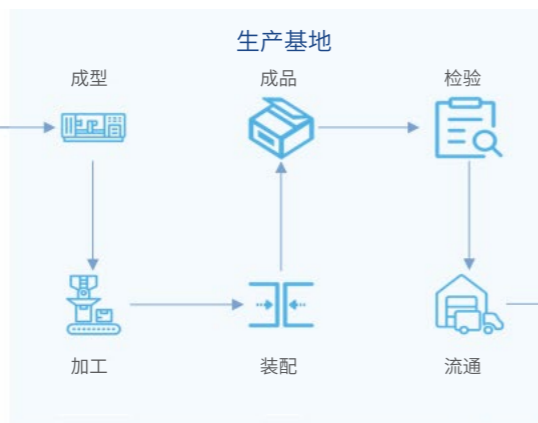 生产基地
成型
成品
检验
加工
装配
流通